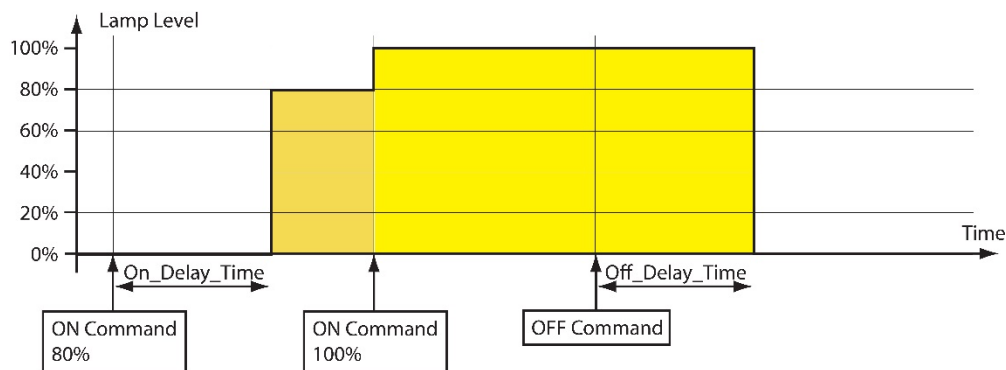 Lamp Level
100%
80%
60%
40%
20%
0%
Time
On_Delay_Time
Off_Delay_Time
ON Command
80%
ON Command
100%
OFF Command